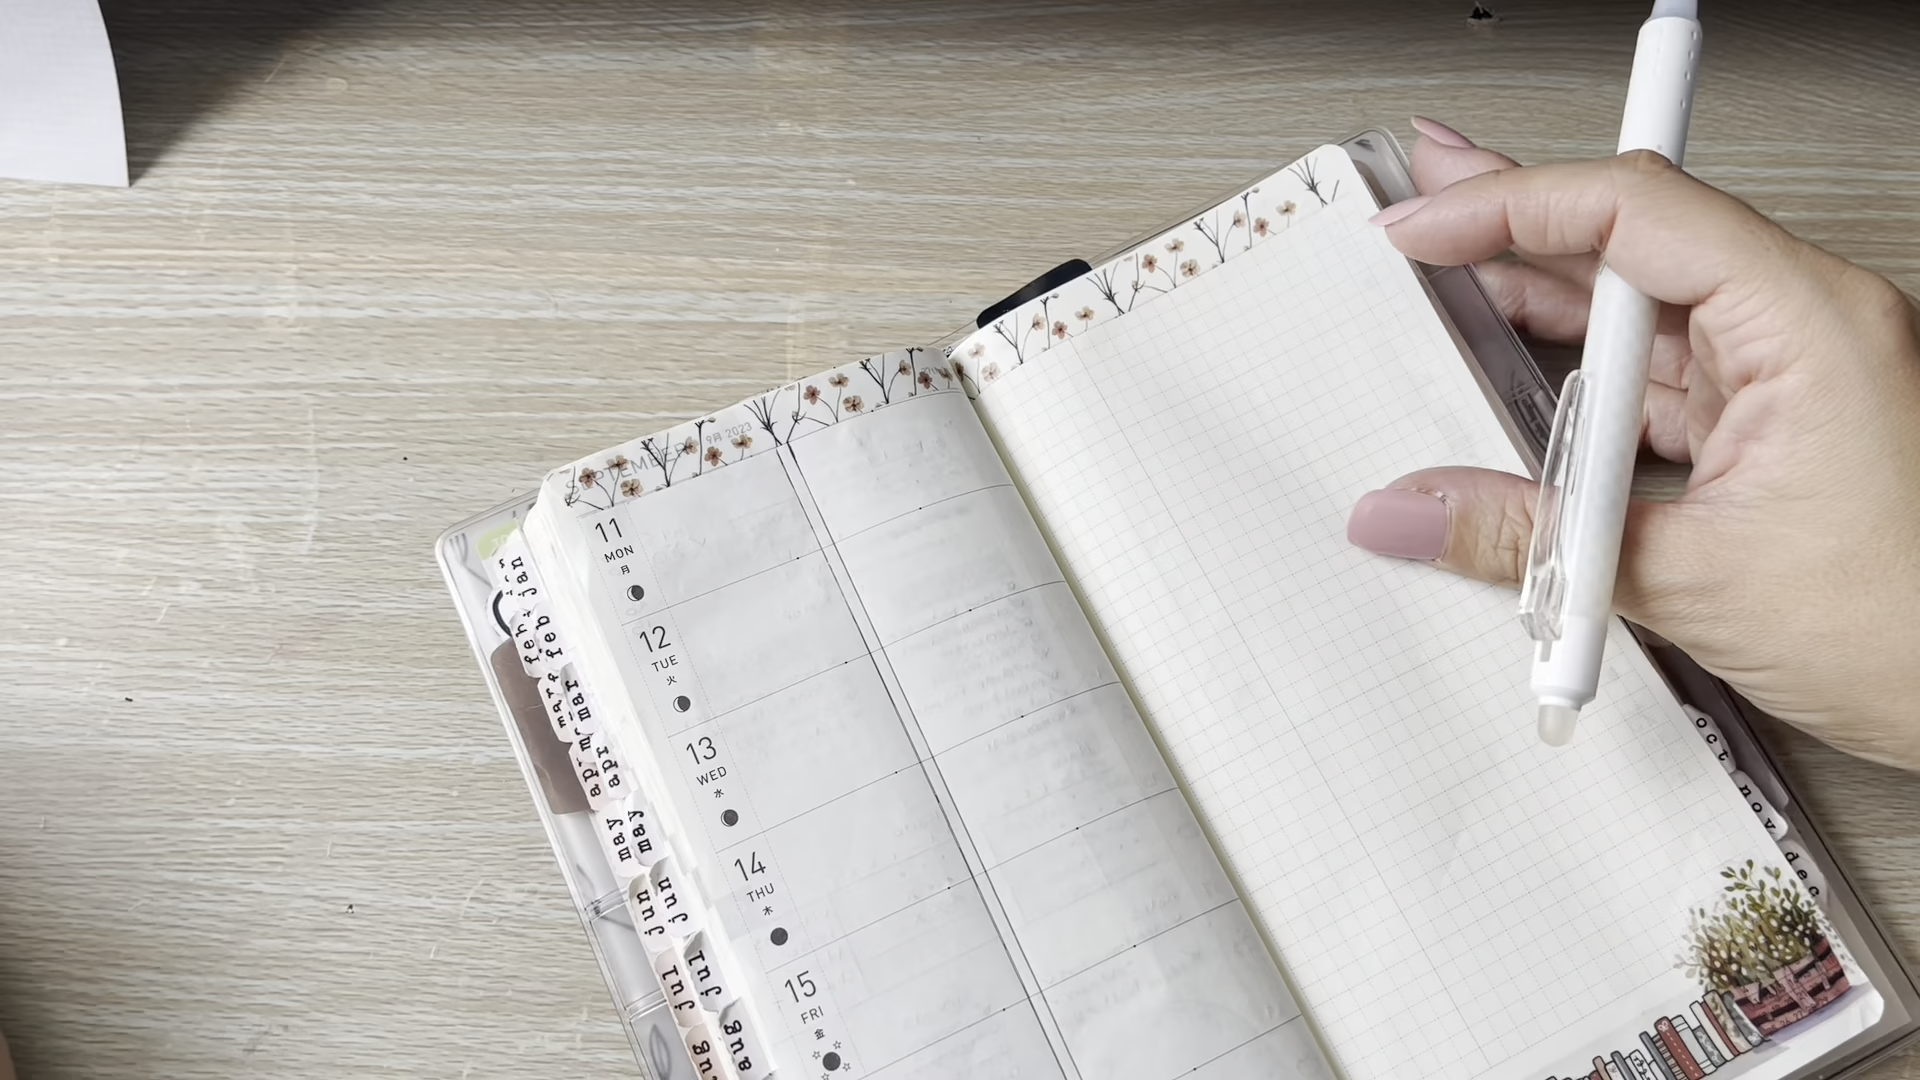 SEPTEMBER 9月 2023
11
MON
月
12
TUE
火
13
WED
水
14
THU
木
15
FRI
金
jan
feb feb
mar mar
apr apr
may may
jun jun
jul jul
aug aug
oct
nov
dec